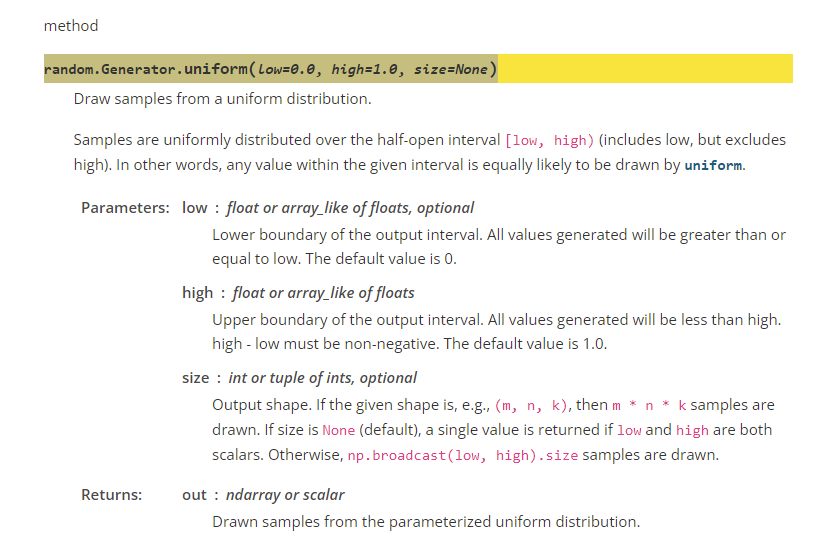 method
random.Generator.uniform(low=0.0, high=1.0, size=None)
Draw samples from a uniform distribution.
Samples are uniformly distributed over the half-open interval [low, high) (includes low, but excludes
high). In other words, any value within the given interval is equally likely to be drawn by uniform.
Parameters: low : float or array_like of floats, optional
Lower boundary of the output interval. All values generated will be greater than or
equal to low. The default value is 0.
high : float or array_like of floats
Upper boundary of the output interval. All values generated will be less than high.
high - low must be non-negative. The default value is 1.0.
size : int or tuple of ints, optional
Output shape. If the given shape is, e.g., (m, n, k), then m * n * k samples are
drawn. If size is None (default), a single value is returned if low and high are both
scalars. Otherwise, np.broadcast(low, high).size samples are drawn.
Returns: out : ndarray or scalar
Drawn samples from the parameterized uniform distribution.